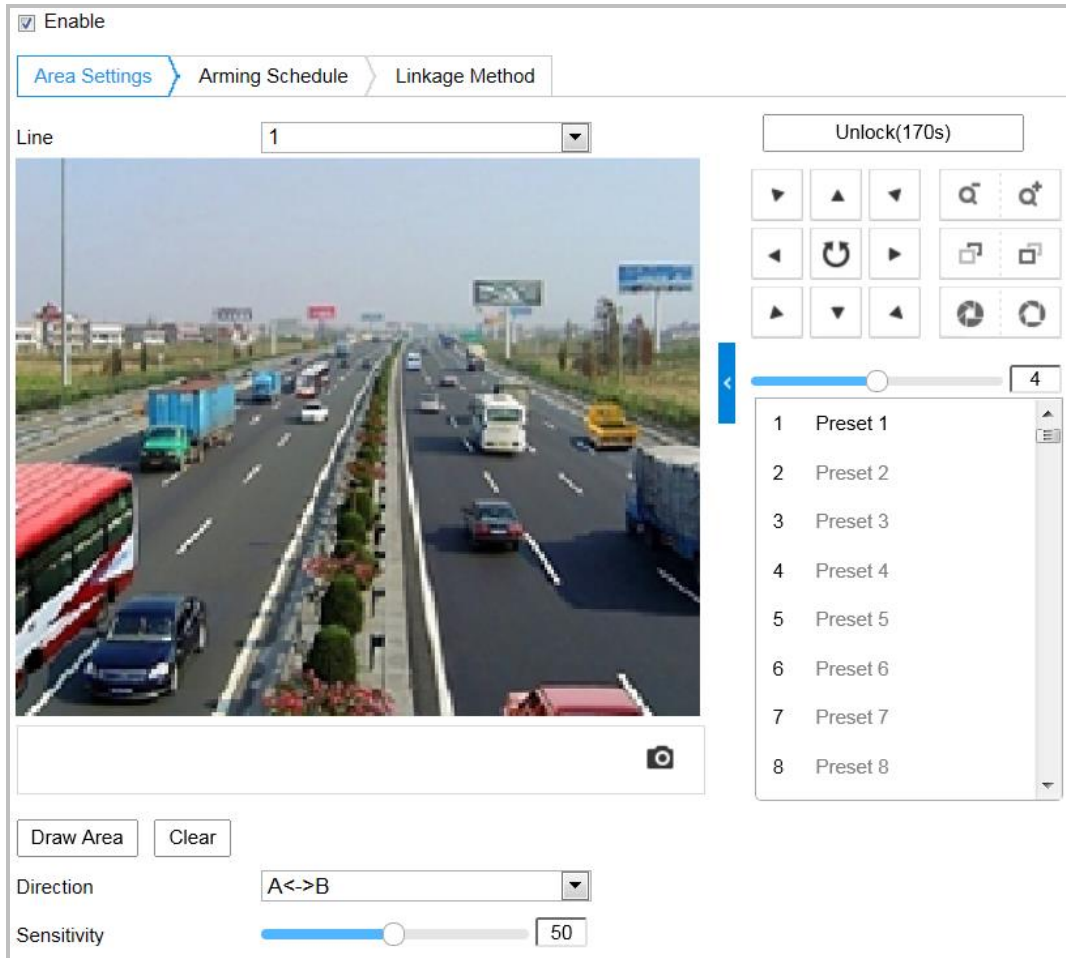 Enable
Area Settings
Arming Schedule
Linkage Method
Line
1
Unlock(170s)
4
1 Preset 1
2 Preset 2
3 Preset 3
4 Preset 4
5 Preset 5
6 Preset 6
7 Preset 7
8 Preset 8
Draw Area
Clear
Direction
A<->B
Sensitivity
50